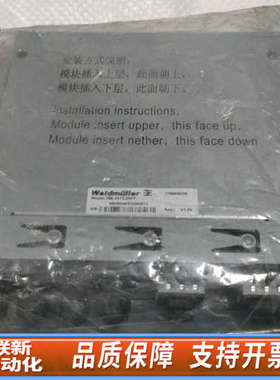 安装方式说明:
模块插入上层，此面朝上.
模块插入下层，此面朝下.
Installation instructions.
Module insert upper, this face up.
Module insert nether, this face down
Weidmüller
联新
自动化
品质保障 支持开票